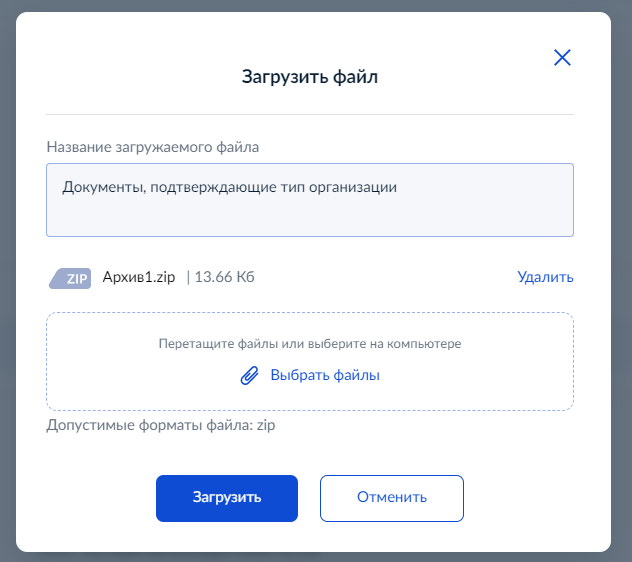 Загрузить файл
Название загружаемого файла
Документы, подтверждающие тип организации
ZIP Архив1.zip | 13.66 Кб Удалить
Перетащите файлы или выберите на компьютере
Выбрать файлы
Допустимые форматы файла: zip
Загрузить Отменить